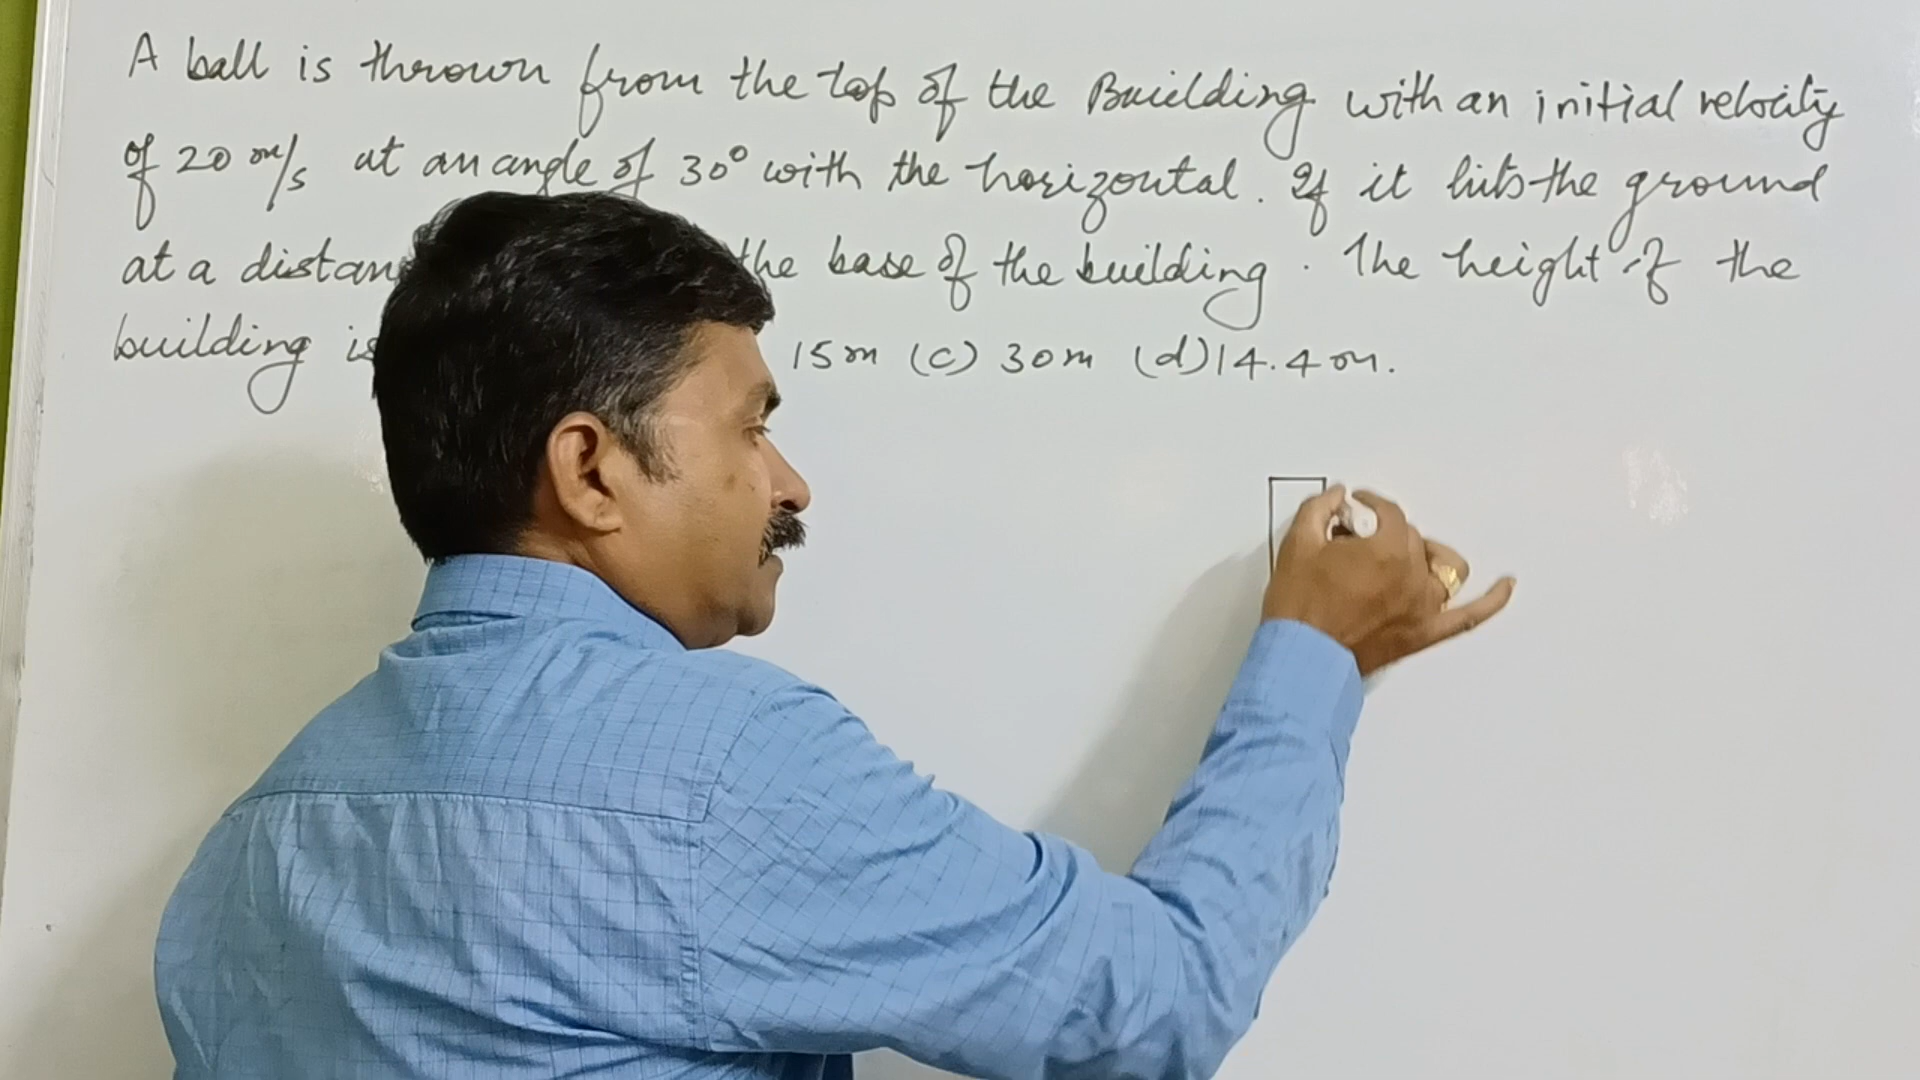 A ball is thrown from the top of the Building with an initial velocity
of 20 m/s at an angle of 30° with the horizontal. If it hits the ground
at a distan the base of the building. The height of the
building is 15m (c) 30m (d) 14.4 m.